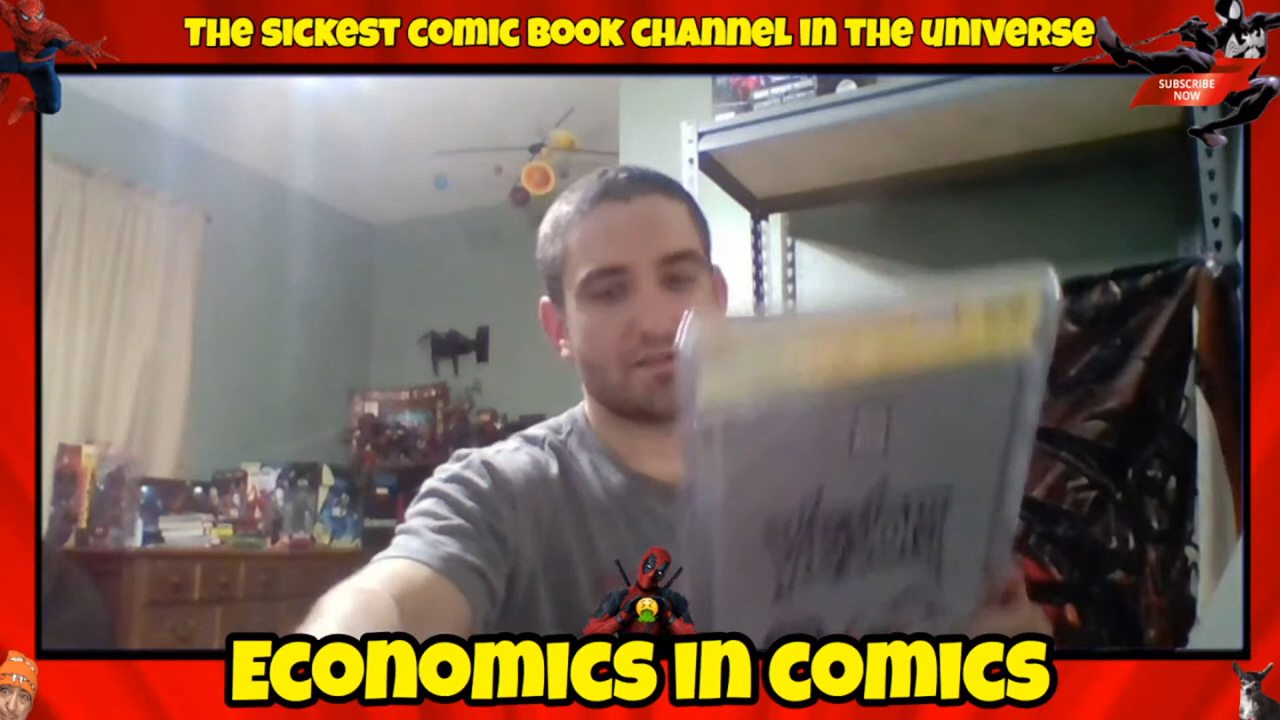 THE SICKEST COMIC BOOK CHANNEL IN THE UNIVERSE
SUBSCRIBE
NOW
ECONOMICS IN COMICS